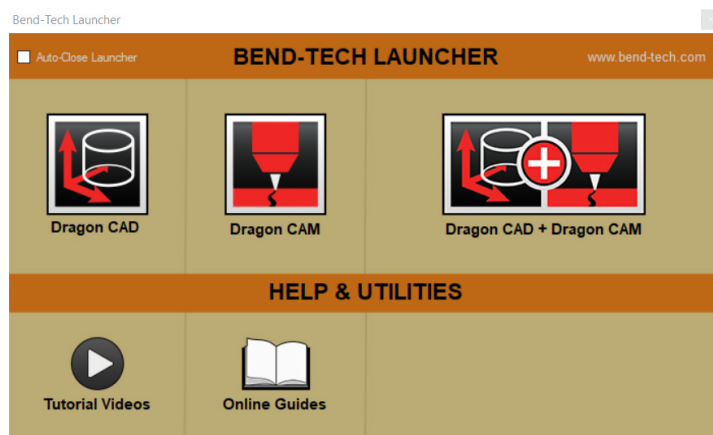 Bend-Tech Launcher
Auto-Close Launcher
BEND-TECH LAUNCHER
www.bend-tech.com
Dragon CAD
Dragon CAM
Dragon CAD + Dragon CAM
HELP & UTILITIES
Tutorial Videos
Online Guides